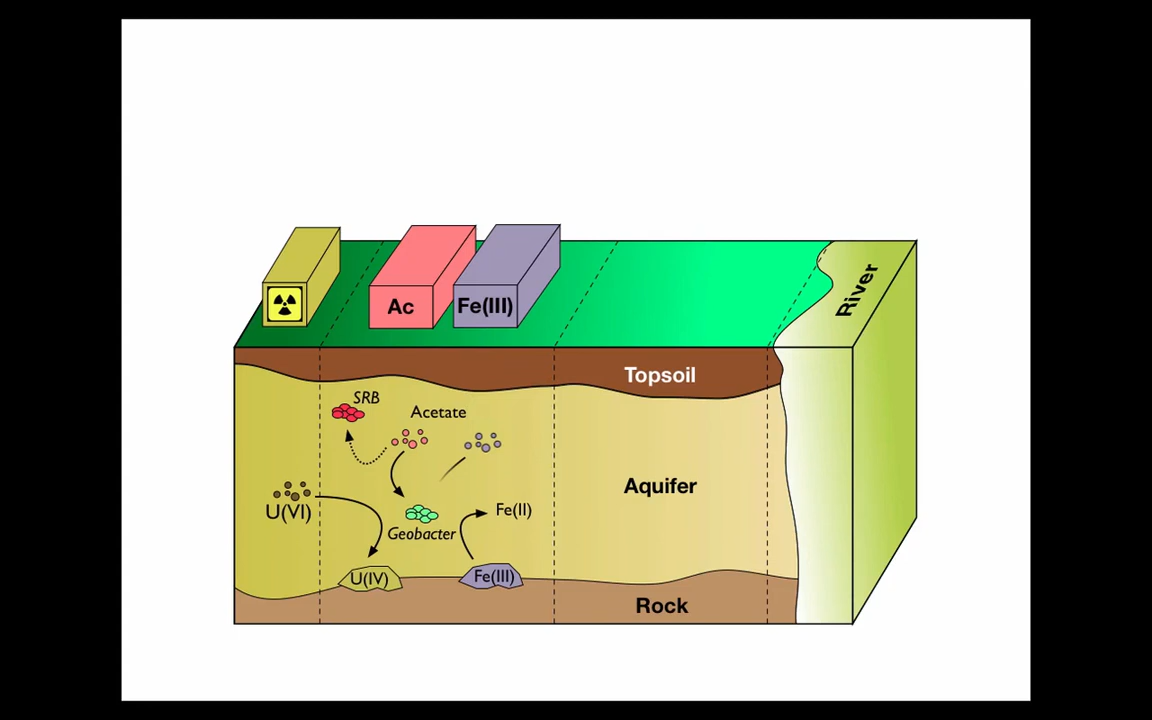 Ac
Fe(III)
River
Topsoil
SRB
Acetate
U(VI)
Fe(II)
Geobacter
Aquifer
U(IV)
Fe(III)
Rock